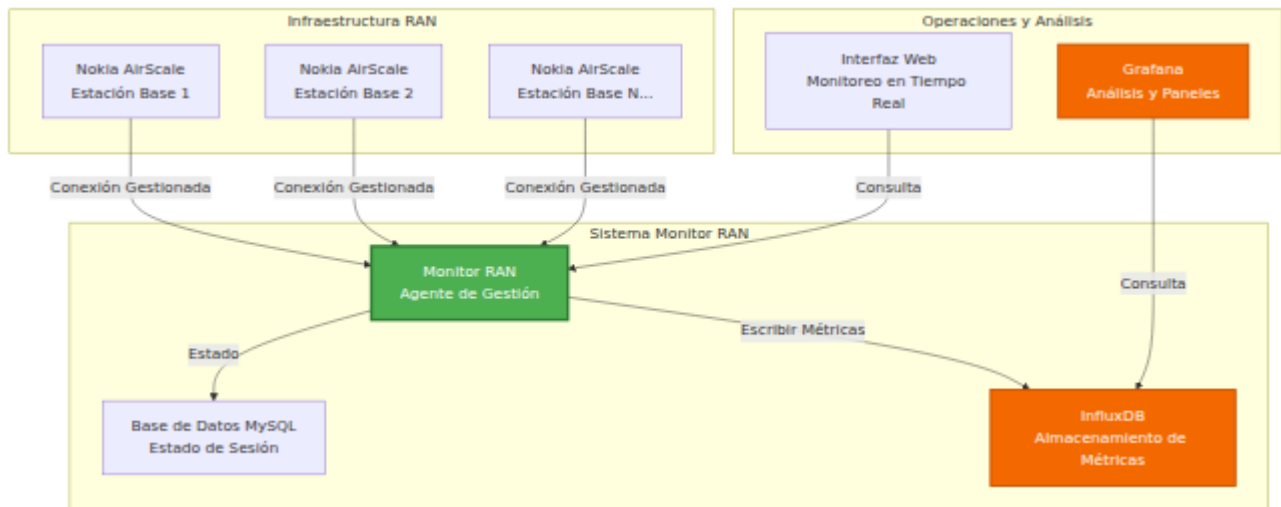 Infraestructura RAN
Operaciones y Análisis
Nokia AirScale
Estación Base 1
Nokia AirScale
Estación Base 2
Nokia AirScale
Estación Base N...
Interfaz Web
Monitoreo en Tiempo
Real
Grafana
Análisis y Paneles
Conexión Gestionada
Conexión Gestionada
Conexión Gestionada
Consulta
Sistema Monitor RAN
Monitor RAN
Agente de Gestión
Consulta
Escribir Métricas
Estado
Base de Datos MySQL
Estado de Sesión
InfluxDB
Almacenamiento de
Métricas